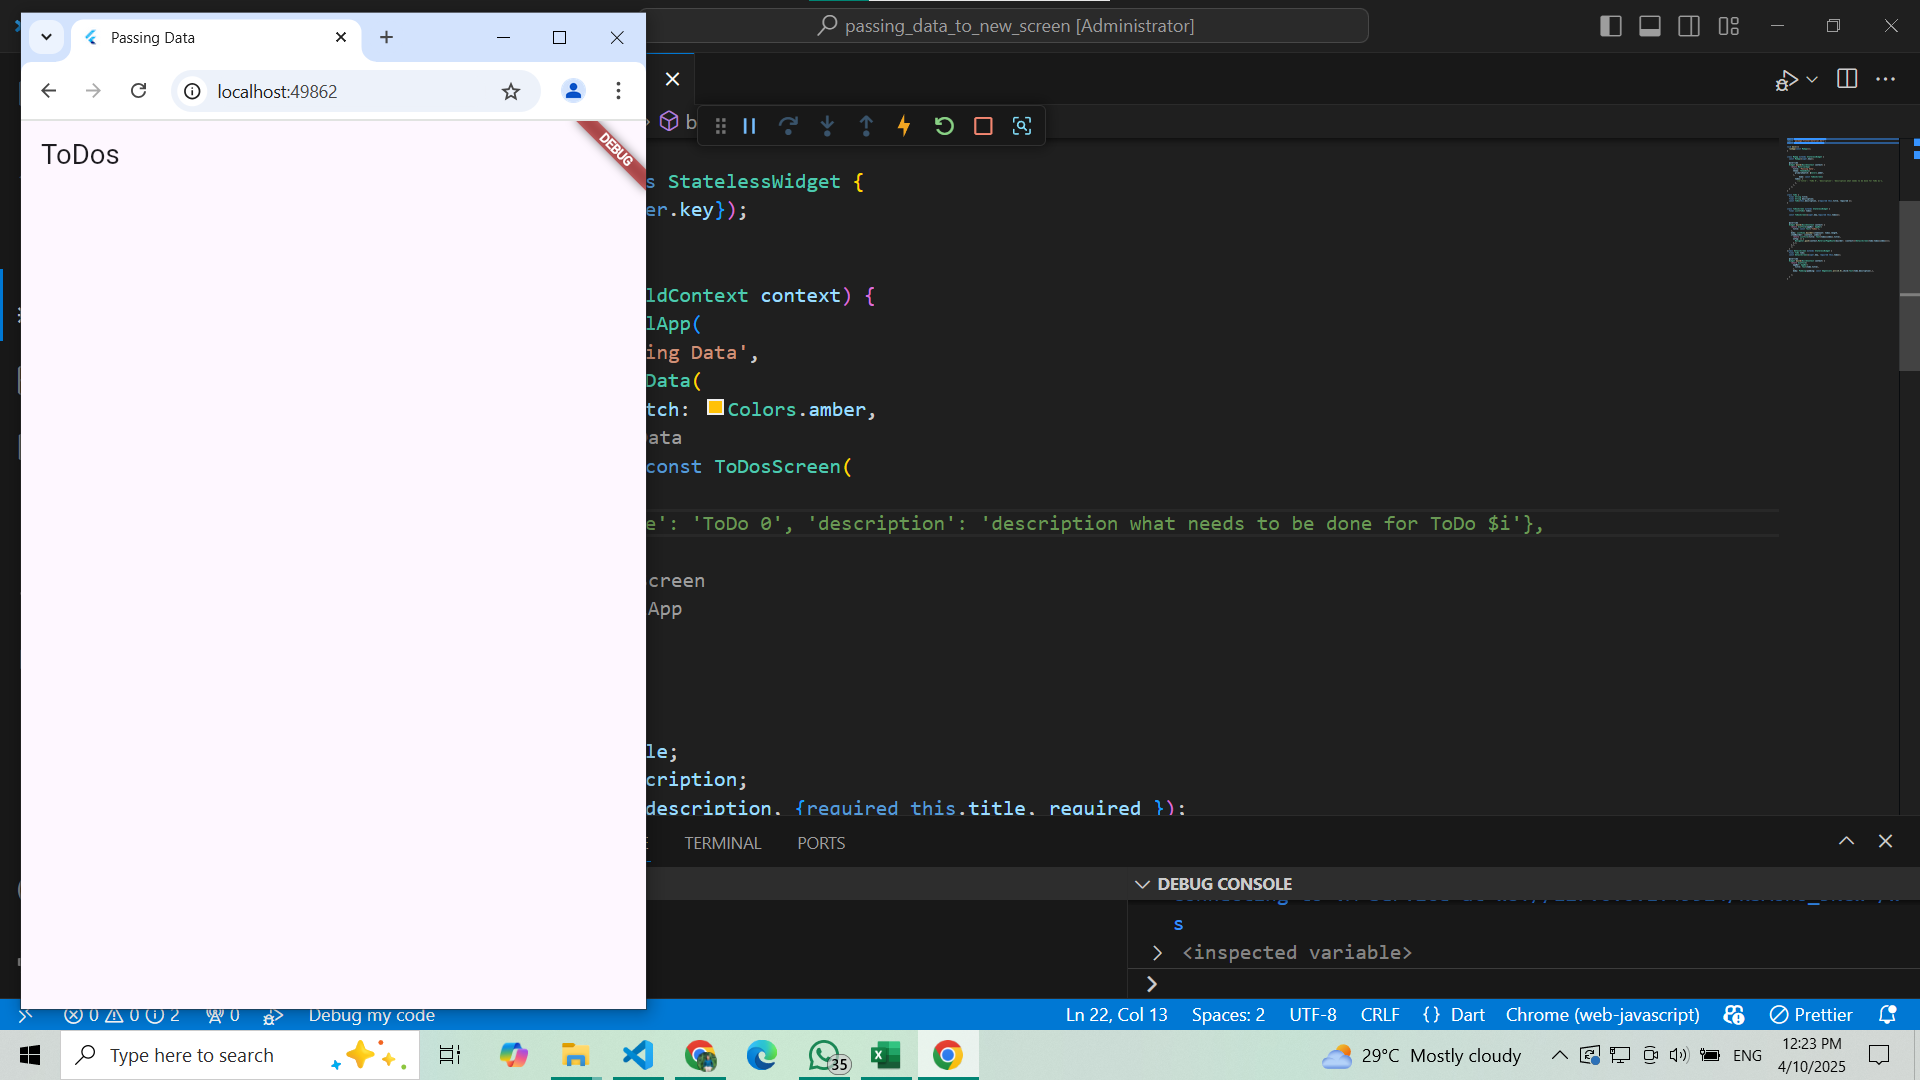 Passing Data
localhost:49862
ToDos
DEBUG
passing_data_to_new_screen [Administrator]
b
s StatelessWidget {
er.key});
ldContext context) {
lApp(
ing Data',
Data(
tch: Colors.amber,
ata
const ToDosScreen(
e': 'ToDo 0', 'description': 'description what needs to be done for ToDo $i'},
creen
App
le;
cription;
description, {required this.title, required });
TERMINAL
PORTS
DEBUG CONSOLE
s
<inspected variable>
0 0 2 0 Debug my code
Ln 22, Col 13 Spaces: 2 UTF-8 CRLF {} Dart Chrome (web-javascript) Prettier
Type here to search
35
29°C Mostly cloudy
ENG
12:23 PM
4/10/2025